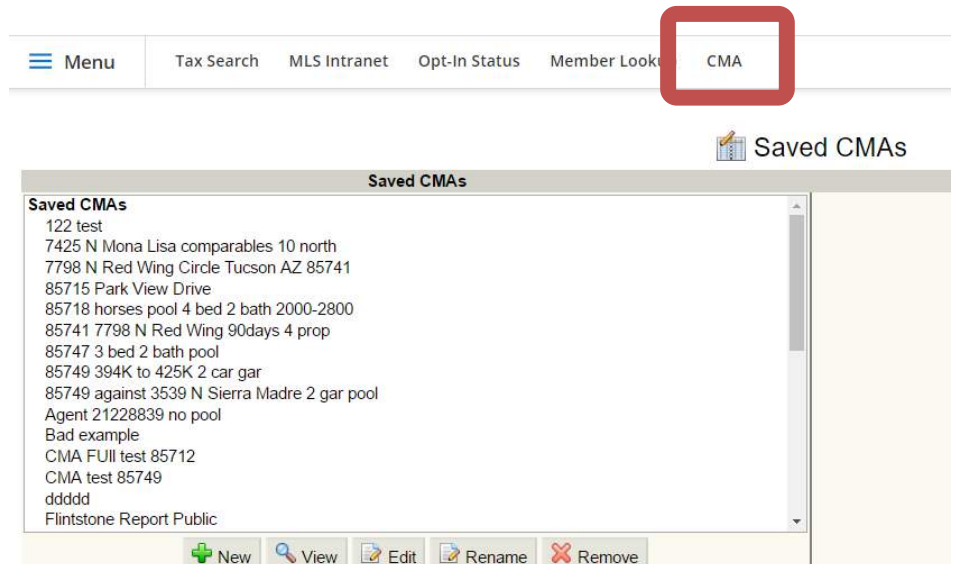 Menu Tax Search MLS Intranet Opt-In Status Member CMA
Saved CMAs
Saved CMAs
Saved CMAs
122 test
7425 N Mona Lisa comparables 10 north
7798 N Red Wing Circle Tucson AZ 85741
85715 Park View Drive
85718 horses pool 4 bed 2 bath 2000-2800
85741 7798 N Red Wing 90days 4 prop
85747 3 bed 2 bath pool
85749 394K to 425K 2 car gar
85749 against 3539 N Sierra Madre 2 gar pool
Agent 21228839 no pool
Bad example
CMA FUll test 85712
CMA test 85749
ddddd
Flintstone Report Public
New View Edit Rename Remove